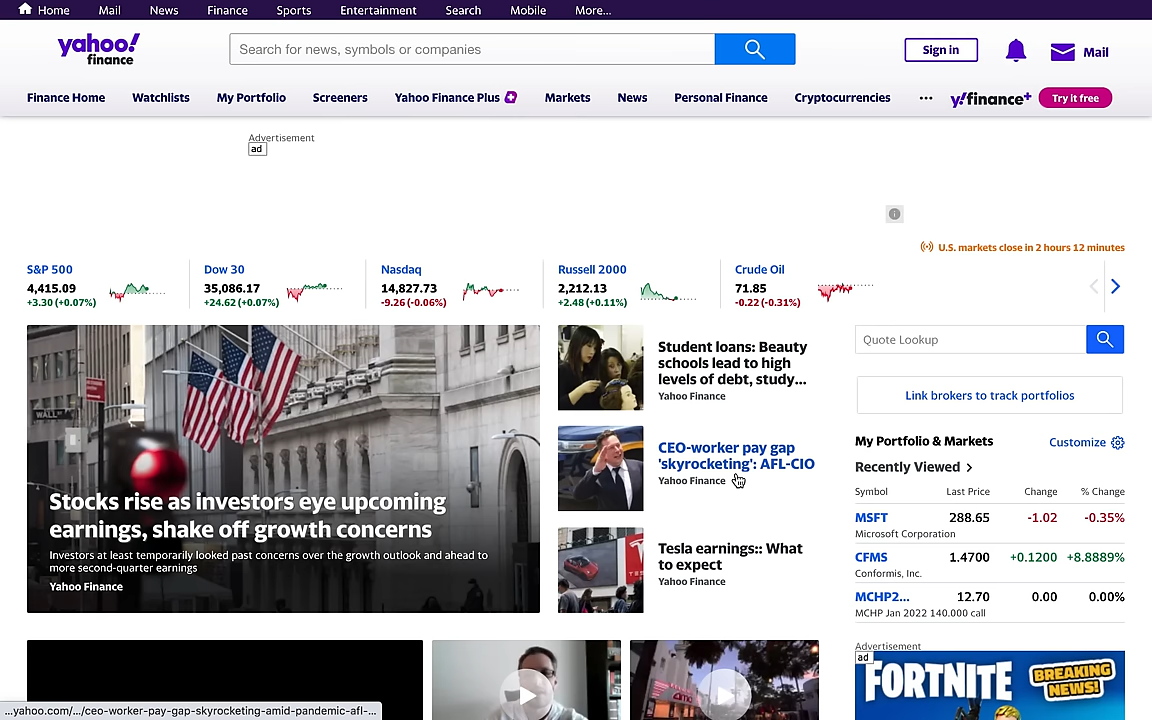 Home Mail News Finance Sports Entertainment Search Mobile More...
yahoo!
finance
Search for news, symbols or companies
Sign in
Mail
Finance Home Watchlists My Portfolio Screeners Yahoo Finance Plus Markets News Personal Finance Cryptocurrencies ... y!finance+ Try it free
Advertisement
ad
U.S. markets close in 2 hours 12 minutes
S&P 500
4,415.09
+3.30 (+0.07%)
Dow 30
35,086.17
+24.62 (+0.07%)
Nasdaq
14,827.73
-9.26 (-0.06%)
Russell 2000
2,212.13
+2.48 (+0.11%)
Crude Oil
71.85
-0.22 (-0.31%)
WALL ST
Stocks rise as investors eye upcoming
earnings, shake off growth concerns
Investors at least temporarily looked past concerns over the growth outlook and ahead to
more second-quarter earnings
Yahoo Finance
Student loans: Beauty
schools lead to high
levels of debt, study...
Yahoo Finance
CEO-worker pay gap
'skyrocketing': AFL-CIO
Yahoo Finance
Tesla earnings:: What
to expect
Yahoo Finance
Quote Lookup
Link brokers to track portfolios
My Portfolio & Markets Customize
Recently Viewed >
Symbol Last Price Change % Change
MSFT 288.65 -1.02 -0.35%
Microsoft Corporation
CFMS 1.4700 +0.1200 +8.8889%
Conformis, Inc.
MCHP2... 12.70 0.00 0.00%
MCHP Jan 2022 140.000 call
Advertisement
ad
FORTNITE
BREAKING
NEWS!
...yahoo.com/.../ceo-worker-pay-gap-skyrocketing-amid-pandemic-afl-...